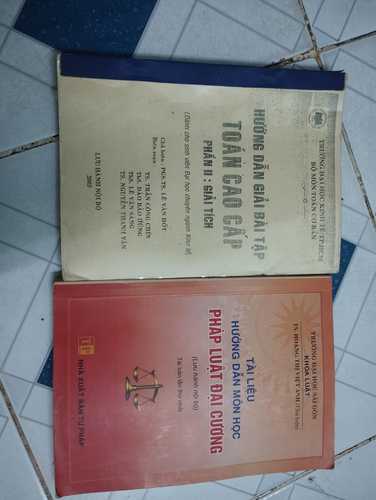 TRƯỜNG ĐẠI HỌC KINH TẾ TP.HCM
BỘ MÔN TOÁN CƠ BẢN
HƯỚNG DẪN GIẢI BÀI TẬP
TOÁN CAO CẤP
PHẦN II : GIẢI TÍCH
(Dành cho sinh viên Đại học chuyên ngành Kinh tế)
Chủ biên: PGS. TS. LÊ VĂN HỐT
Biên soạn:
TS. TRẦN CÔNG CHÍN
ThS. ĐÀO BẢO DŨNG
ThS. LÊ TẤN VANG
TS. NGUYỄN THANH VÂN
LƯU HÀNH NỘI BỘ
TRƯỜNG ĐẠI HỌC SÀI GÒN
KHOA LUẬT
TS. HOÀNG THỊ VIỆT ANH (Chủ biên)
TÀI LIỆU
HƯỚNG DẪN MÔN HỌC
PHÁP LUẬT ĐẠI CƯƠNG
(Lưu hành nội bộ)
Tái bản lần thứ nhất
NHÀ XUẤT BẢN TƯ PHÁP